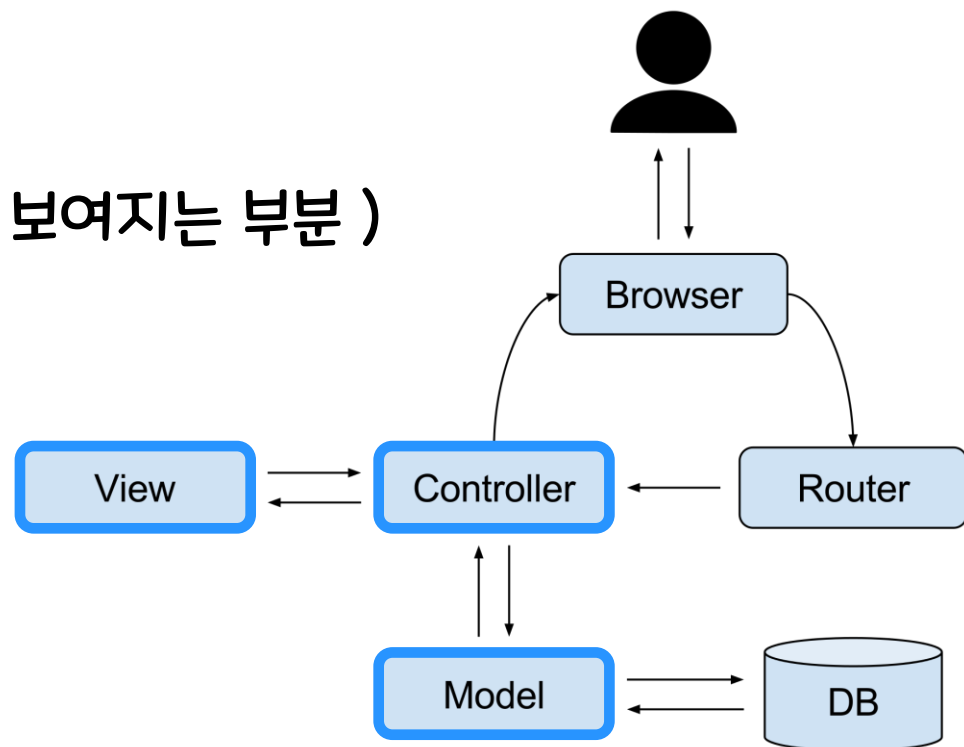 보여지는 부분 )
Browser
View
Controller
Router
Model
DB